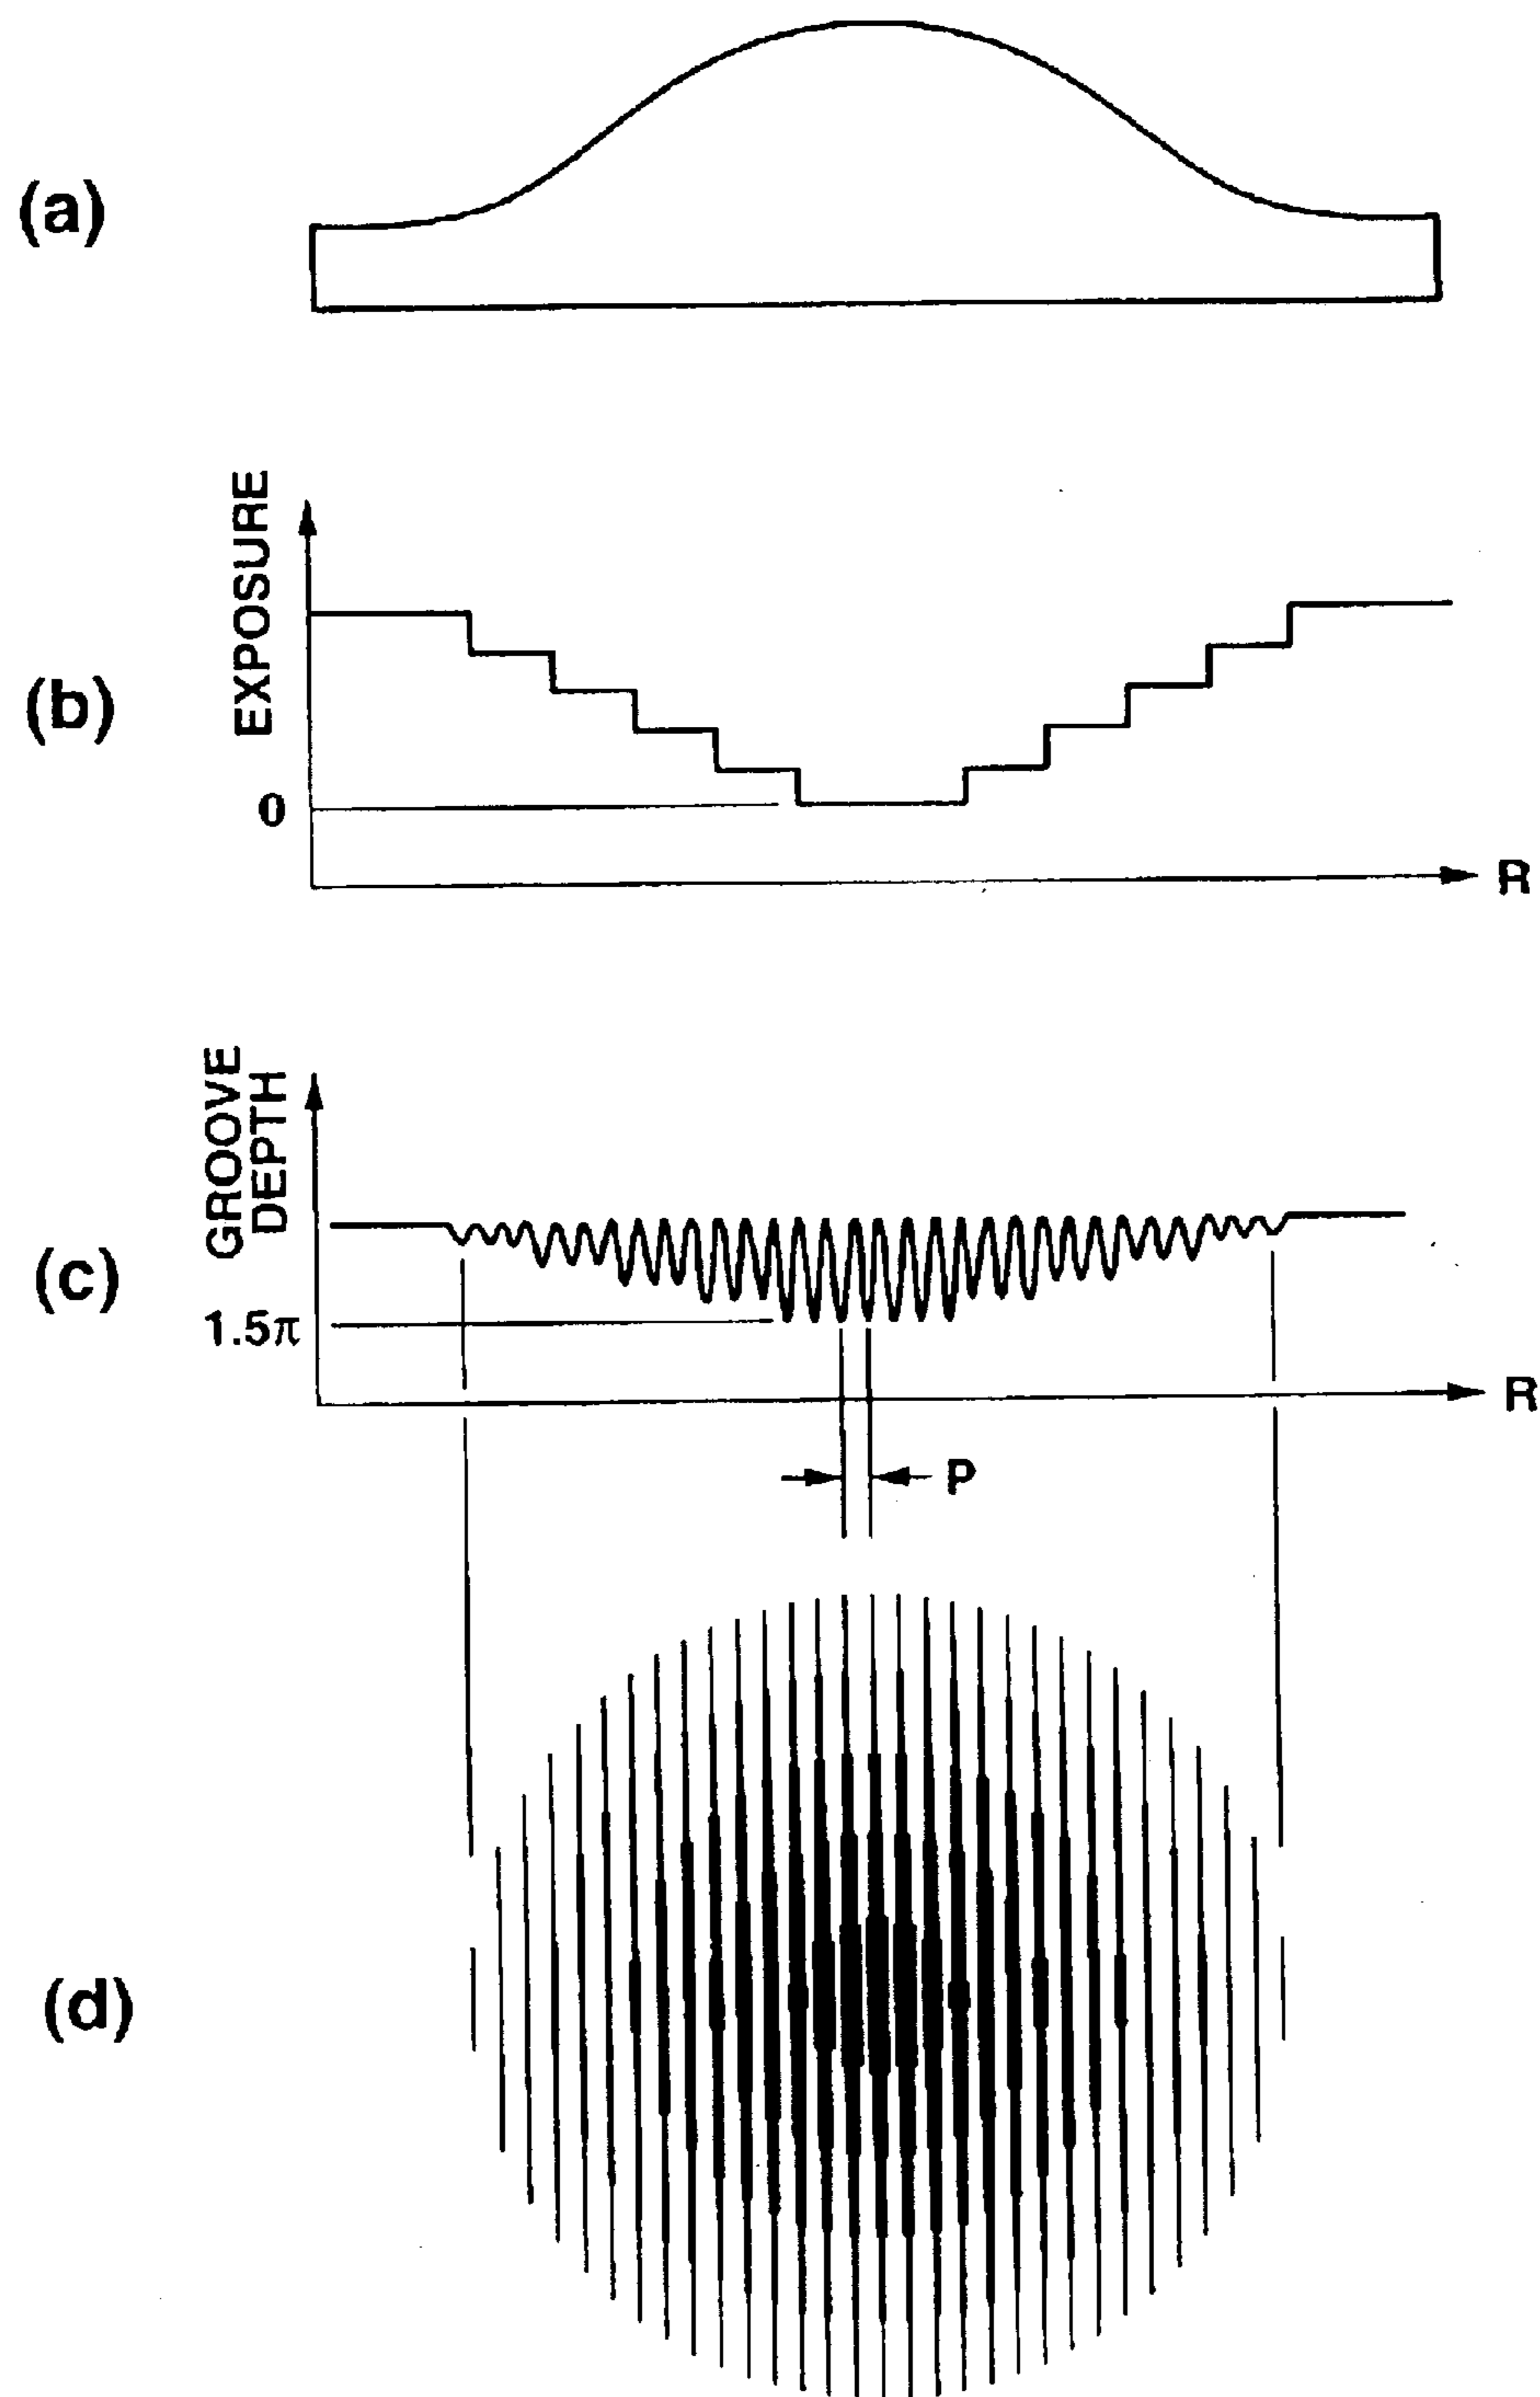 (a)
EXPOSURE
(b)
0
R
GROOVE
DEPTH
(c)
1.5π
R
P
(d)